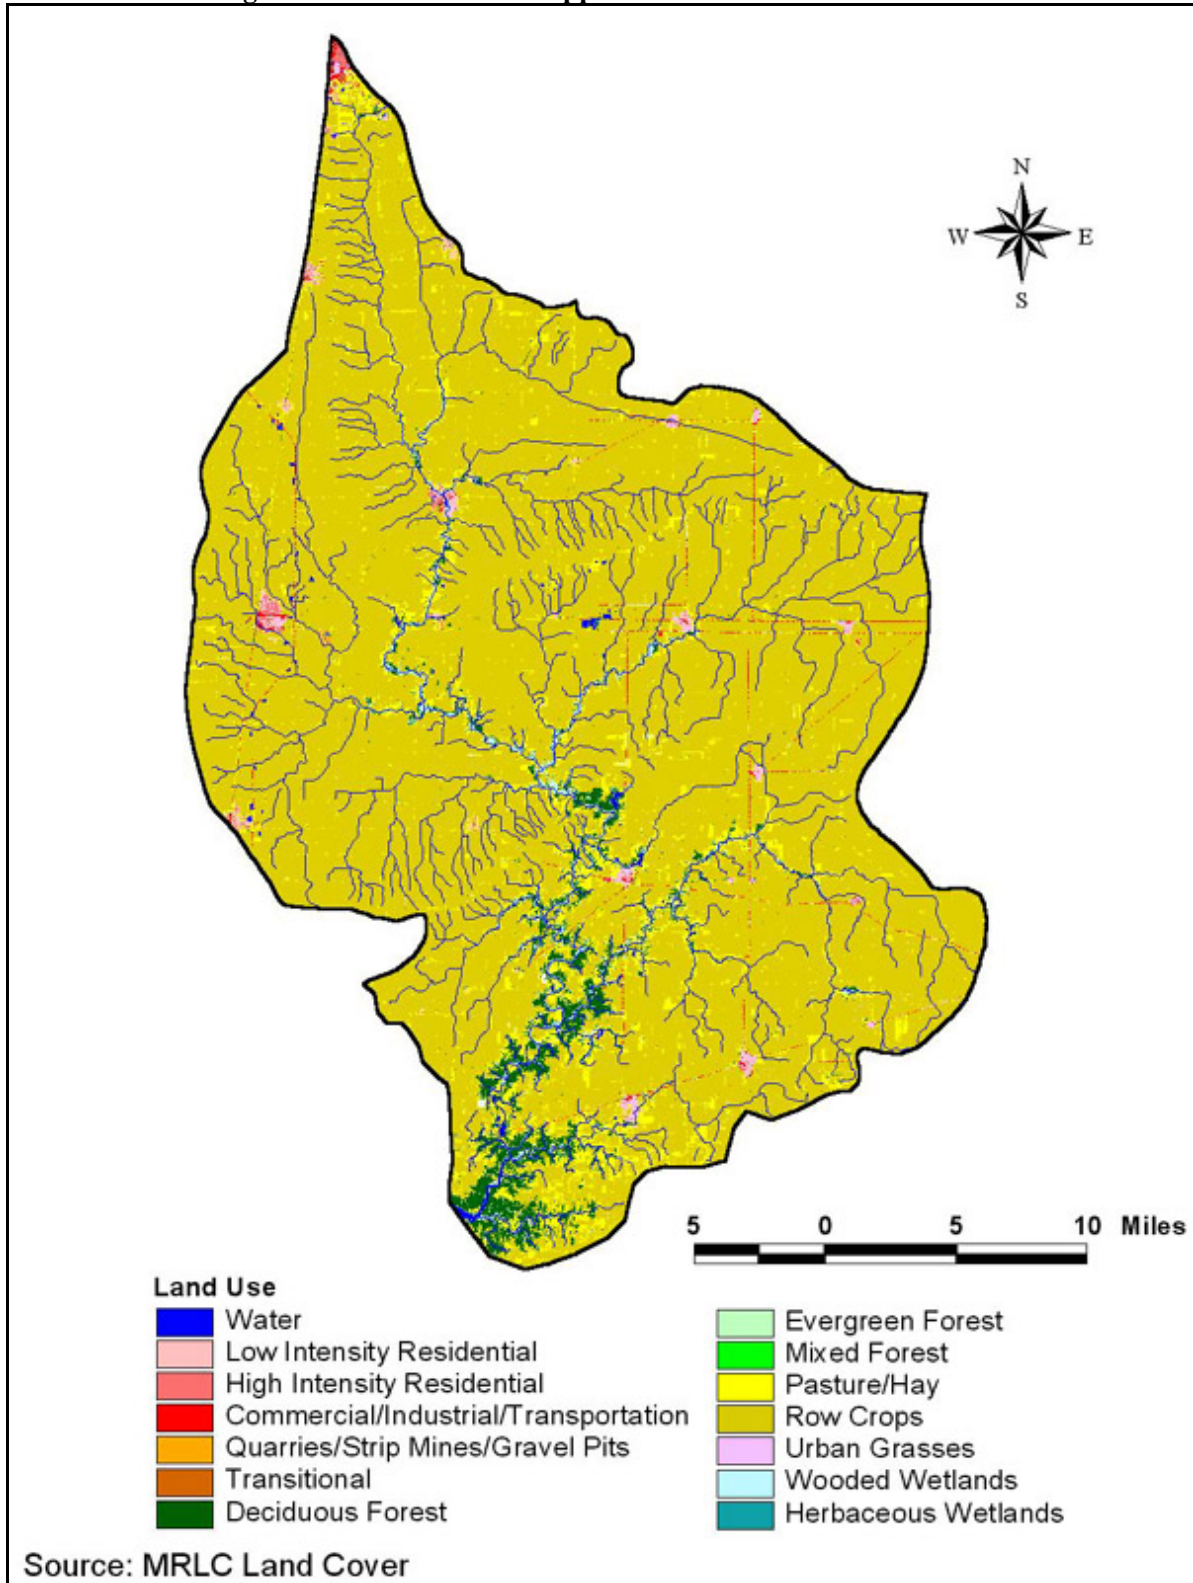 N
W E
S
5 0 5 10 Miles
Land Use
Water
Low Intensity Residential
High Intensity Residential
Commercial/Industrial/Transportation
Quarries/Strip Mines/Gravel Pits
Transitional
Deciduous Forest
Evergreen Forest
Mixed Forest
Pasture/Hay
Row Crops
Urban Grasses
Wooded Wetlands
Herbaceous Wetlands
Source: MRLC Land Cover